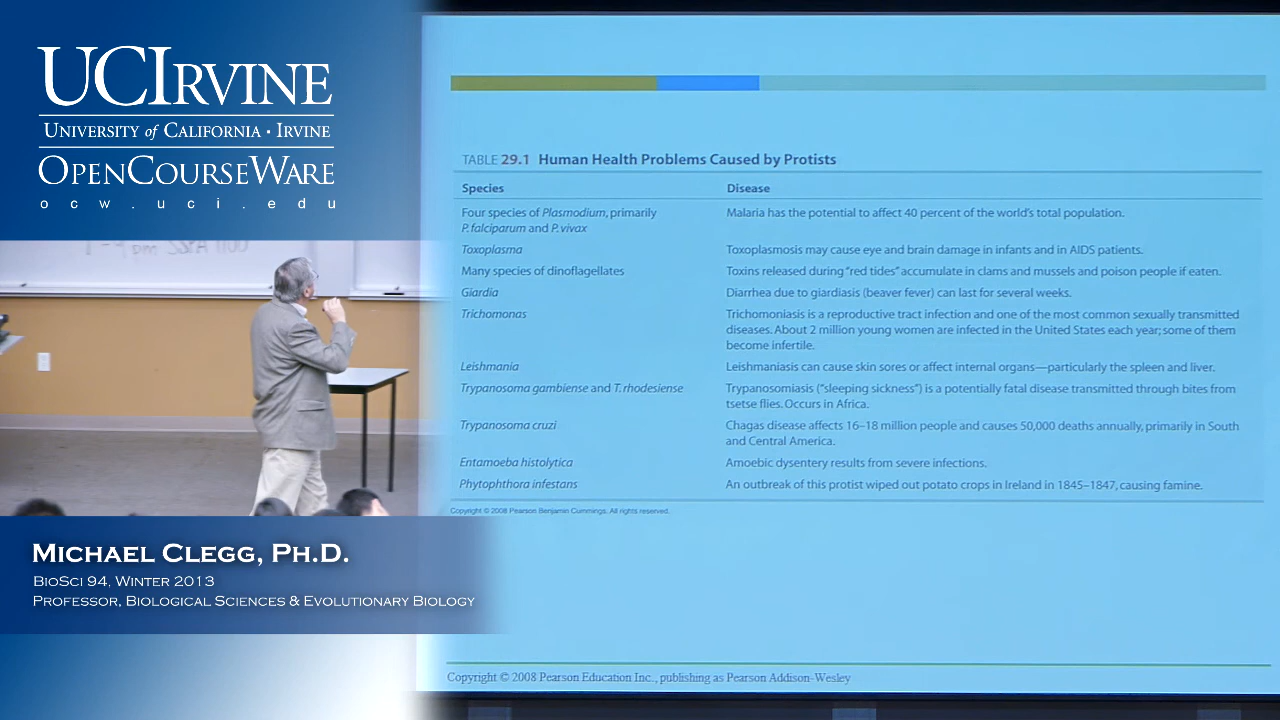 UCIRVINE
UNIVERSITY of CALIFORNIA · IRVINE
OPENCOURSEWARE
ocw.uci.edu
MICHAEL CLEGG, PH.D.
BIOSCI 94, WINTER 2013
PROFESSOR, BIOLOGICAL SCIENCES & EVOLUTIONARY BIOLOGY
TABLE 29.1 Human Health Problems Caused by Protists
Species Disease
Four species of Plasmodium, primarily Malaria has the potential to affect 40 percent of the world's total population.
P. falciparum and P. vivax
Toxoplasma Toxoplasmosis may cause eye and brain damage in infants and in AIDS patients.
Many species of dinoflagellates Toxins released during "red tides" accumulate in clams and mussels and poison people if eaten.
Giardia Diarrhea due to giardiasis (beaver fever) can last for several weeks.
Trichomonas Trichomoniasis is a reproductive tract infection and one of the most common sexually transmitted
diseases. About 2 million young women are infected in the United States each year; some of them
become infertile.
Leishmania Leishmaniasis can cause skin sores or affect internal organs—particularly the spleen and liver.
Trypanosoma gambiense and T. rhodesiense Trypanosomiasis ("sleeping sickness") is a potentially fatal disease transmitted through bites from
tsetse flies. Occurs in Africa.
Trypanosoma cruzi Chagas disease affects 16–18 million people and causes 50,000 deaths annually, primarily in South
and Central America.
Entamoeba histolytica Amoebic dysentery results from severe infections.
Phytophthora infestans An outbreak of this protist wiped out potato crops in Ireland in 1845–1847, causing famine.
Copyright © 2008 Pearson Benjamin Cummings. All rights reserved.
Copyright © 2008 Pearson Education Inc., publishing as Pearson Addison-Wesley